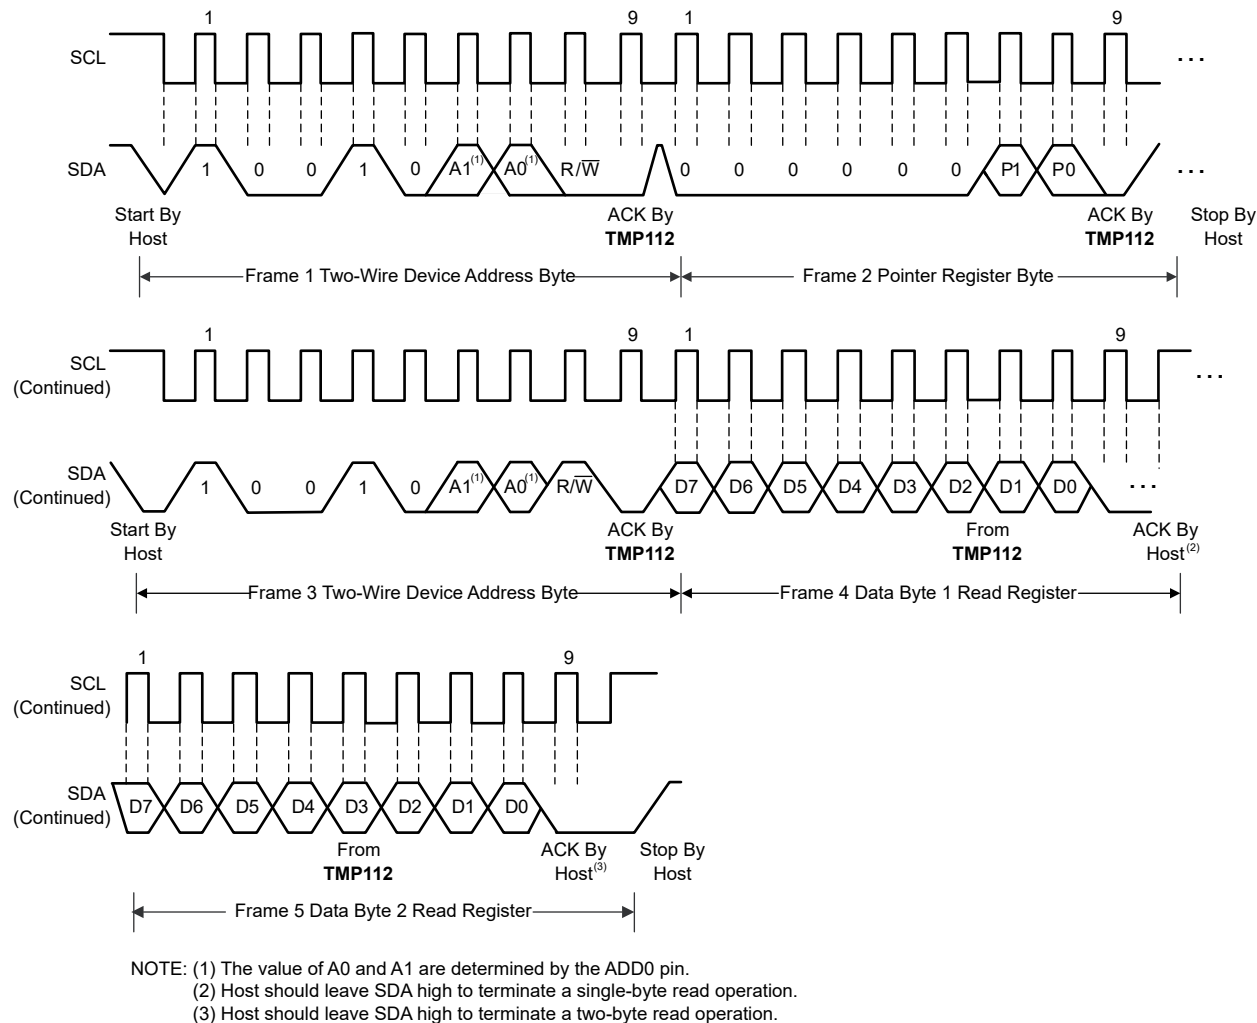 1 9 1 9
SCL ...
SDA 1 0 0 1 0 A1(1) A0(1) R/W̅ 0 0 0 0 0 0 P1 P0 ...
Start By ACK By ACK By Stop By
Host TMP112 TMP112 Host
Frame 1 Two-Wire Device Address Byte Frame 2 Pointer Register Byte
1 9 1 9
SCL
(Continued) ...
SDA
(Continued) 1 0 0 1 0 A1(1) A0(1) R/W̅ D7 D6 D5 D4 D3 D2 D1 D0 ...
Start By ACK By From ACK By
Host TMP112 TMP112 Host(2)
Frame 3 Two-Wire Device Address Byte Frame 4 Data Byte 1 Read Register
1 9
SCL
(Continued)
SDA
(Continued) D7 D6 D5 D4 D3 D2 D1 D0
From ACK By Stop By
TMP112 Host(3) Host
Frame 5 Data Byte 2 Read Register
NOTE: (1) The value of A0 and A1 are determined by the ADD0 pin.
(2) Host should leave SDA high to terminate a single-byte read operation.
(3) Host should leave SDA high to terminate a two-byte read operation.